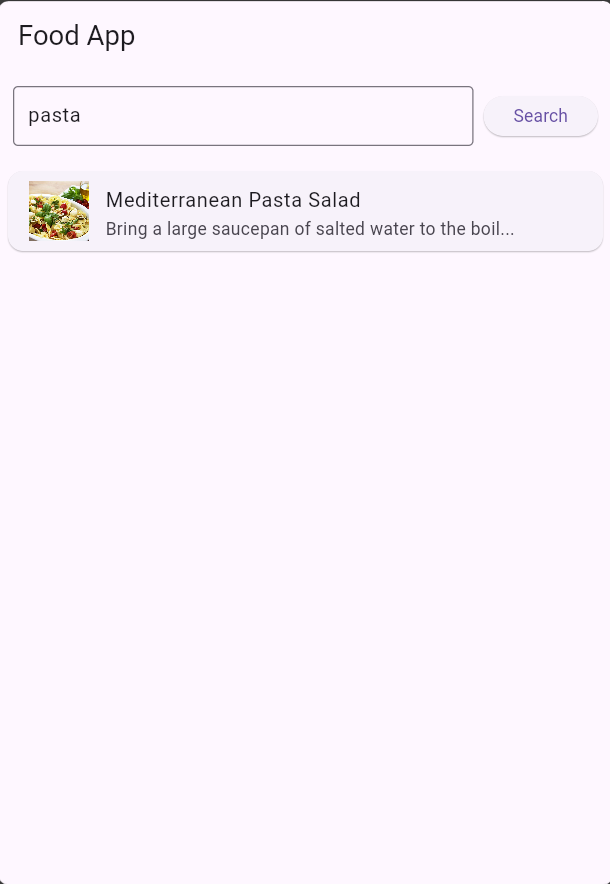 Food App
pasta
Search
Mediterranean Pasta Salad
Bring a large saucepan of salted water to the boil...